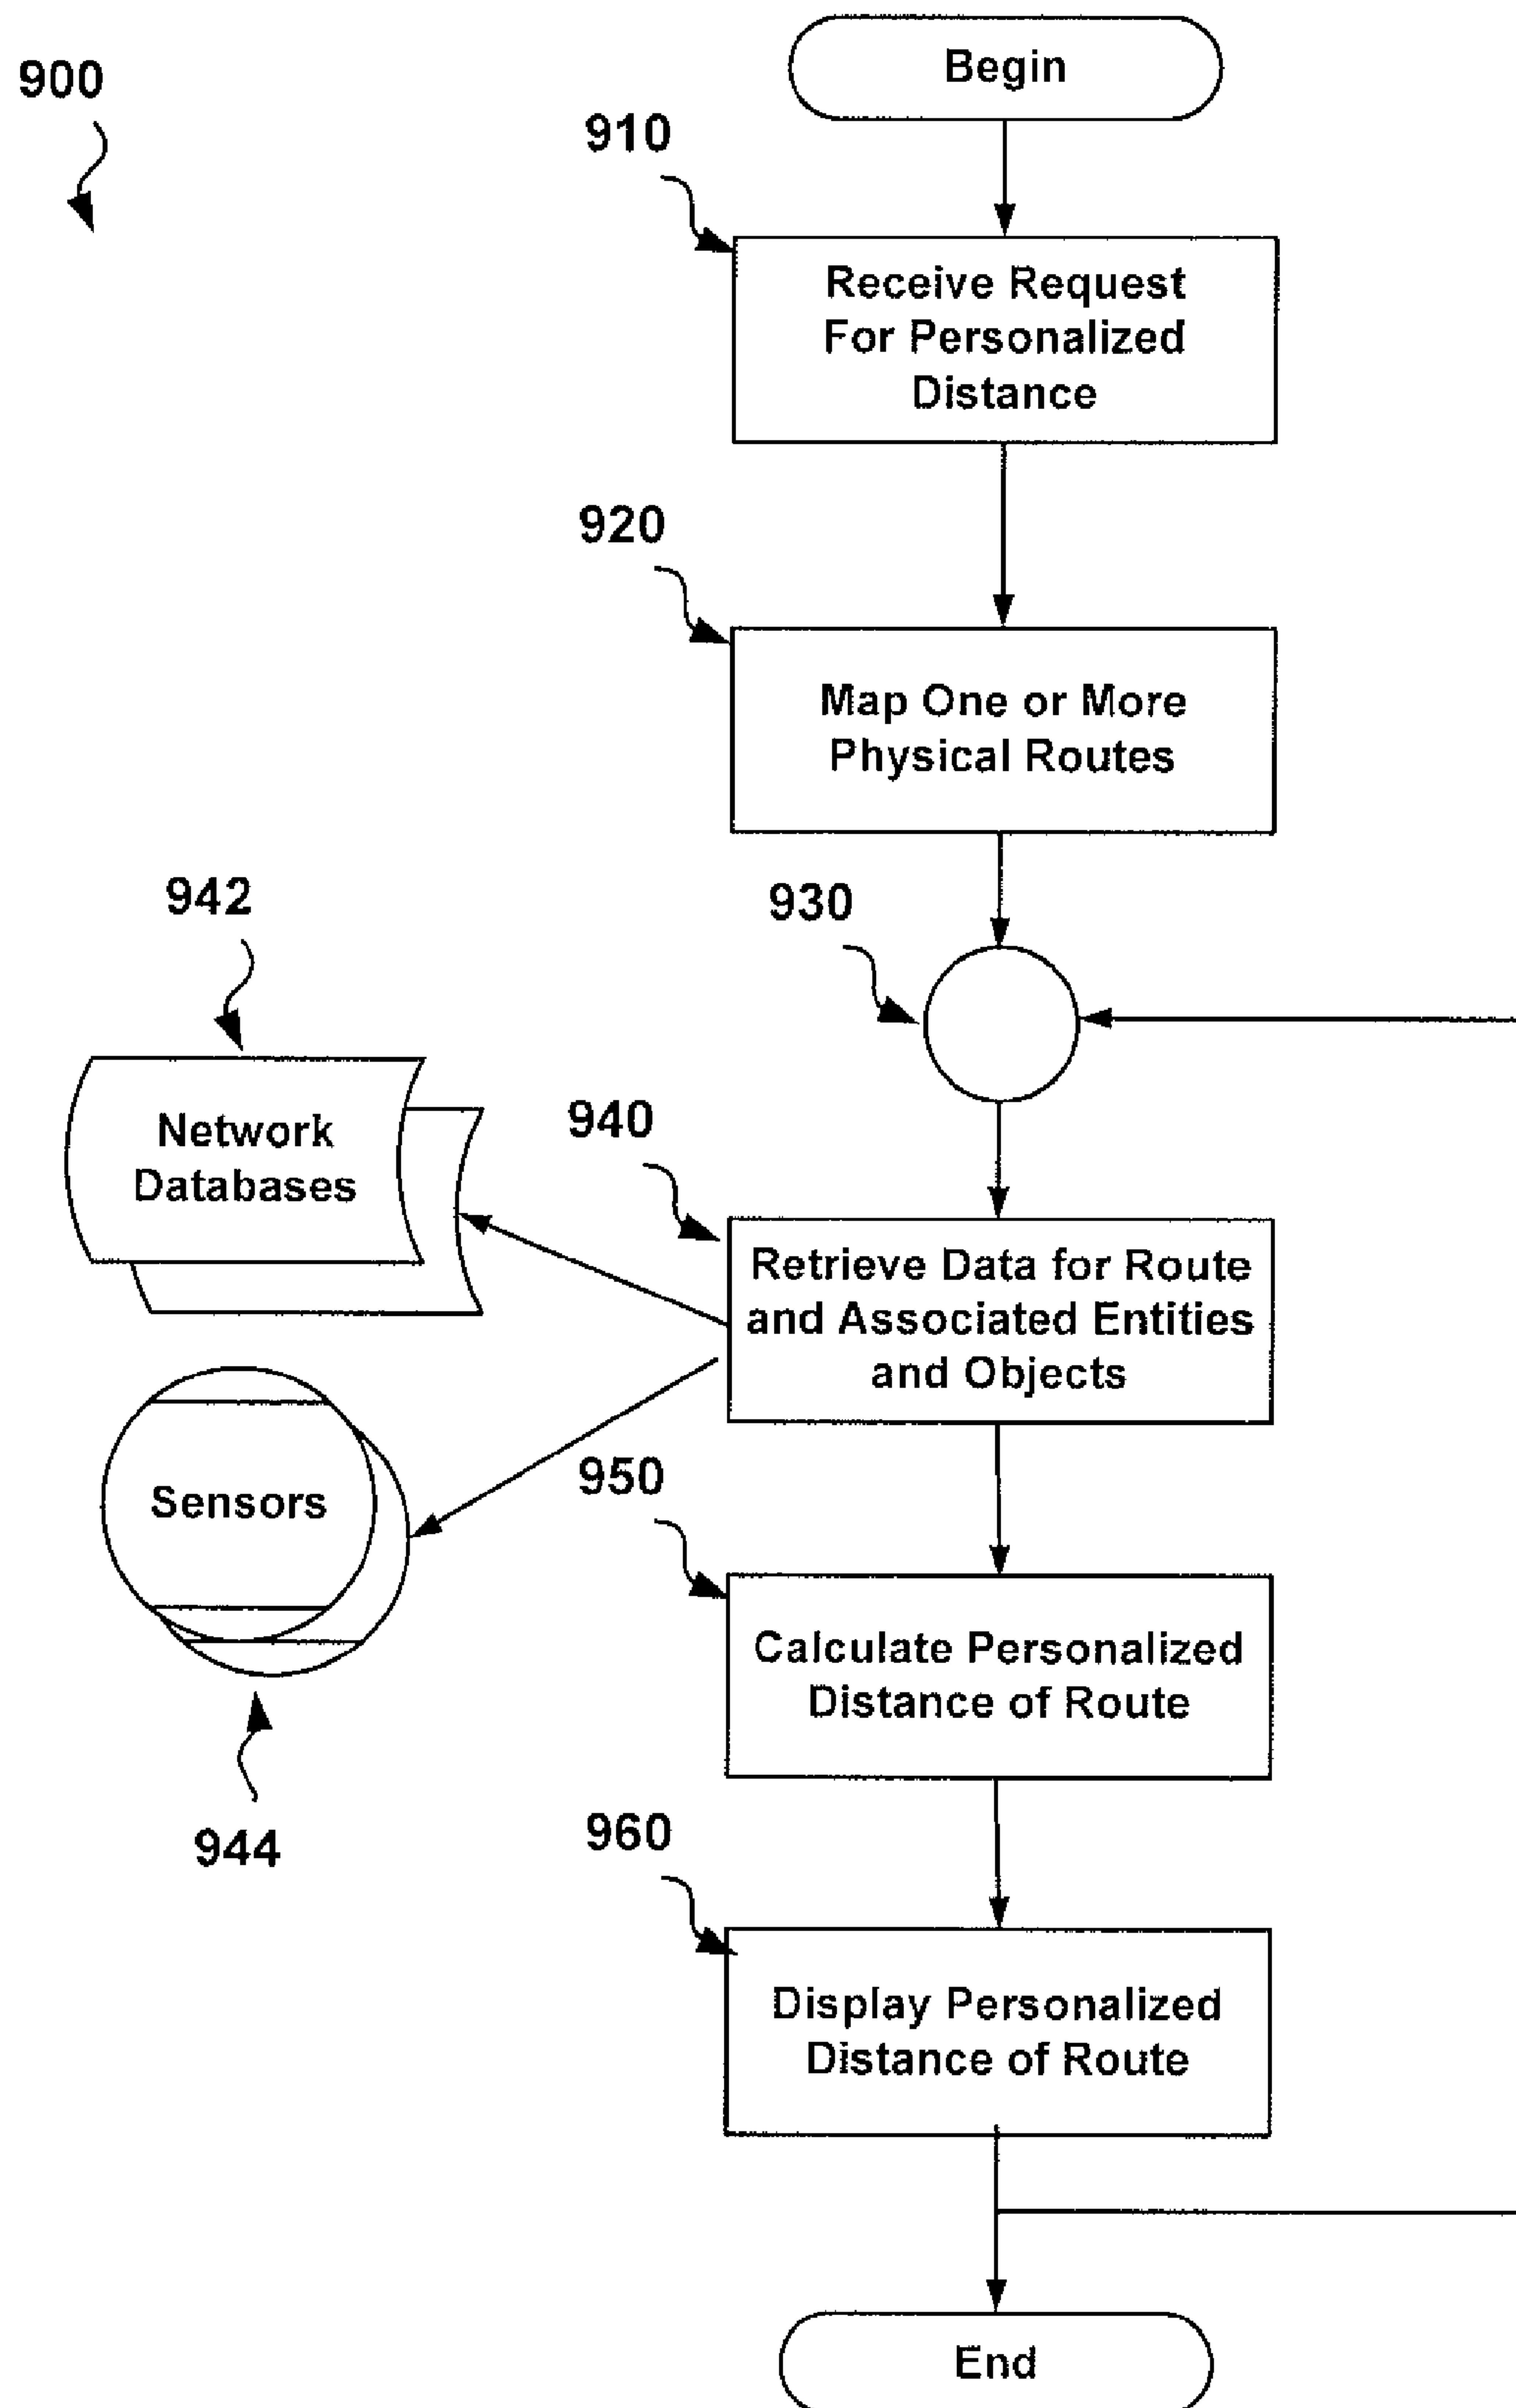 900
Begin
910
Receive Request
For Personalized
Distance
920
Map One or More
Physical Routes
930
942
Network
Databases
940
Retrieve Data for Route
and Associated Entities
and Objects
Sensors
944
950
Calculate Personalized
Distance of Route
960
Display Personalized
Distance of Route
End